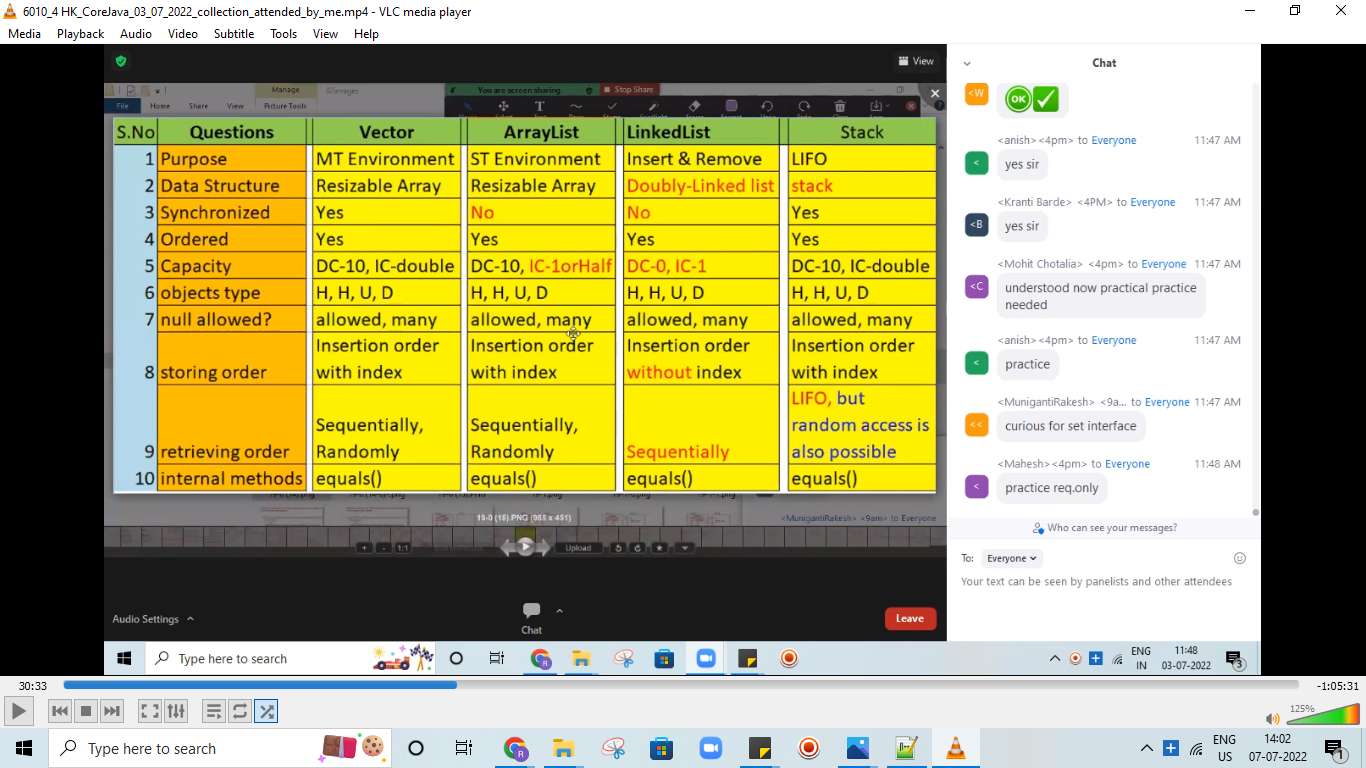 6010_4 HK_CoreJava_03_07_2022_collection_attended_by_me.mp4 - VLC media player
Media Playback Audio Video Subtitle Tools View Help
View
Manage
You are screen sharing
Stop Share
File Home Share View Picture Tools
S.No Questions Vector ArrayList LinkedList Stack
1 Purpose MT Environment ST Environment Insert & Remove LIFO
2 Data Structure Resizable Array Resizable Array Doubly-Linked list stack
3 Synchronized Yes No No Yes
4 Ordered Yes Yes Yes Yes
5 Capacity DC-10, IC-double DC-10, IC-1orHalf DC-0, IC-1 DC-10, IC-double
6 objects type H, H, U, D H, H, U, D H, H, U, D H, H, U, D
7 null allowed? allowed, many allowed, many allowed, many allowed, many
8 storing order Insertion order with index Insertion order with index Insertion order without index Insertion order with index
9 retrieving order Sequentially, Randomly Sequentially, Randomly Sequentially LIFO, but random access is also possible
10 internal methods equals() equals() equals() equals()
19-0 (15).PNG (955 x 451)
<MunigantiRakesh> <9am> to Everyone
1:1
Upload
Audio Settings
Chat
Leave
Chat
<W
OK
<anish> <4pm> to Everyone 11:47 AM
<
yes sir
<Kranti Barde> <4PM> to Everyone 11:47 AM
<B
yes sir
<Mohit Chotalia> <4pm> to Everyone 11:47 AM
<C
understood now practical practice
needed
<anish> <4pm> to Everyone 11:47 AM
<
practice
<MunigantiRakesh> <9a... to Everyone 11:47 AM
<<
curious for set interface
<Mahesh> <4pm> to Everyone 11:48 AM
<
practice req.only
Who can see your messages?
To: Everyone
Your text can be seen by panelists and other attendees
Type here to search
ENG
IN
11:48
03-07-2022
3
30:33
-1:05:31
125%
Type here to search
ENG
US
14:02
07-07-2022
1